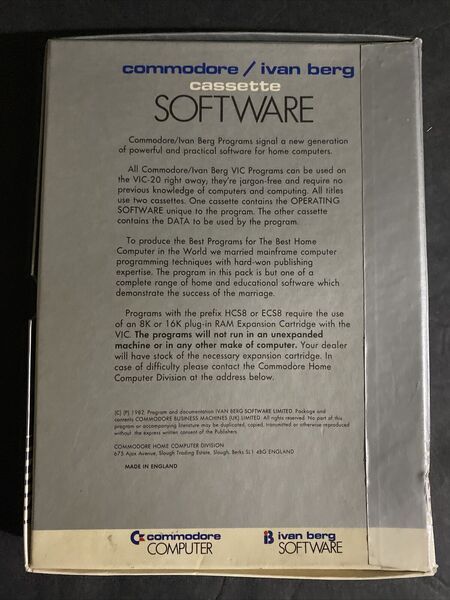 commodore / ivan berg
cassette
SOFTWARE
Commodore/Ivan Berg Programs signal a new generation
of powerful and practical software for home computers.
All Commodore/Ivan Berg VIC Programs can be used on
the VIC-20 right away; they're jargon-free and require no
previous knowledge of computers and computing. All titles
use two cassettes. One cassette contains the OPERATING
SOFTWARE unique to the program. The other cassette
contains the DATA to be used by the program.
To produce the Best Programs for The Best Home
Computer in the World we married mainframe computer
programming techniques with hard-won publishing
expertise. The program in this pack is but one of a
complete range of home and educational software which
demonstrate the success of the marriage.
Programs with the prefix HCS8 or ECS8 require the use
of an 8K or 16K plug-in RAM Expansion Cartridge with the
VIC. The programs will not run in an unexpanded
machine or in any other make of computer. Your dealer
will have stock of the necessary expansion cartridge. In
case of difficulty please contact the Commodore Home
Computer Division at the address below.
(C) (P) 1982 Program and documentation IVAN BERG SOFTWARE LIMITED. Package and
contents COMMODORE BUSINESS MACHINES (UK) LIMITED. All rights reserved. No part of this
program or accompanying literature may be duplicated, copied, transmitted or otherwise reproduced
without the express written consent of the Publishers.
COMMODORE HOME COMPUTER DIVISION
675 Ajax Avenue, Slough Trading Estate, Slough, Berks SL1 4BG ENGLAND
MADE IN ENGLAND
commodore
COMPUTER
ivan berg
SOFTWARE